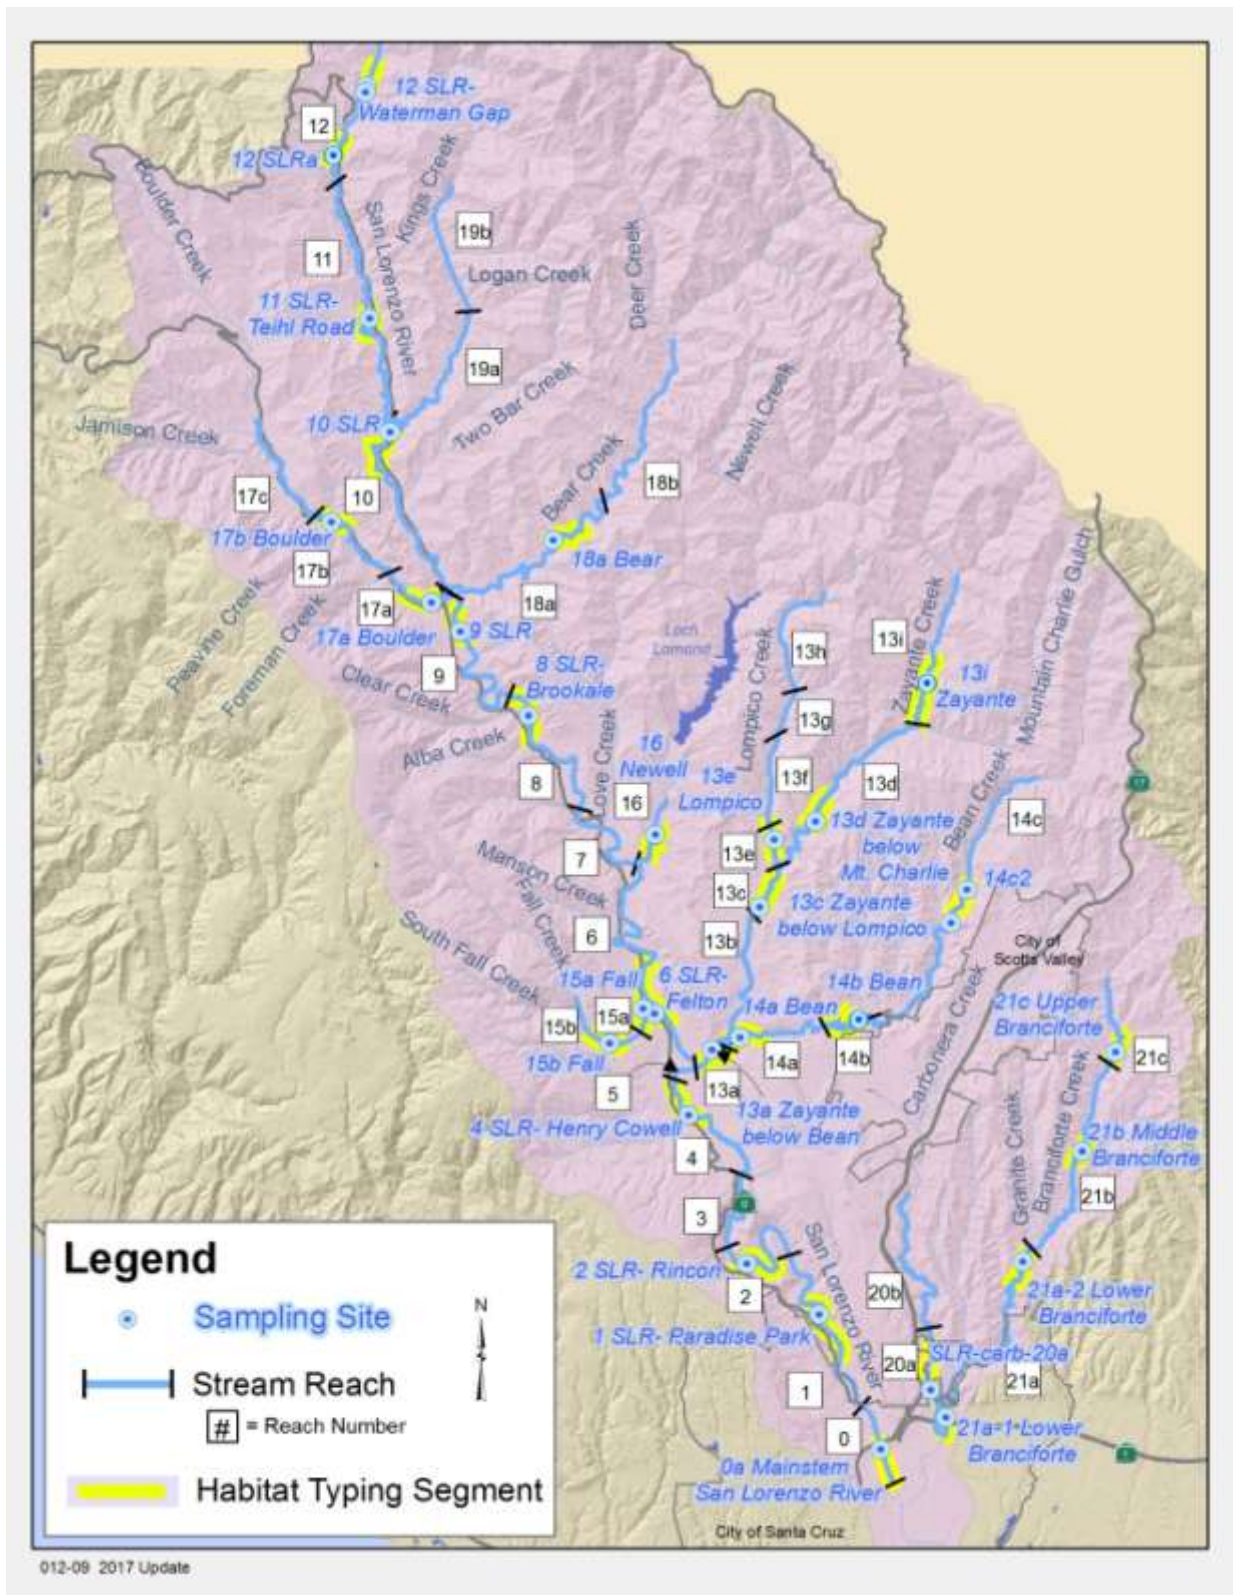 12 SLR-
Waterman Gap
12
12 SLRa
Boulder Creek
Kings Creek
San Lorenzo River
19b
11
Logan Creek
Deer Creek
11 SLR-
Teihl Road
19a
Two Bar Creek
Newell Creek
10 SLR
Jamison Creek
Bear Creek
18b
17c
10
17b Boulder
18a Bear
17b
Mountain Charlie Gulch
17a
18a
17a Boulder
9 SLR
Peavine Creek
Foreman Creek
Loch
Lomond
Lompico Creek
13h
13i
Zayante Creek
13i
Zayante
9
Clear Creek
8 SLR-
Brookale
13g
Alba Creek
Love Creek
16
Newell
13e
Lompico
13f
13d
17
8
16
13d Zayante
below
Mt. Charlie
Bean Creek
14c
7
13e
Manson Creek
14c2
13c
13c Zayante
below Lompico
Fall Creek
South Fall Creek
6
13b
City of
Scotts Valley
15a Fall
6 SLR-
Felton
14b Bean
14a Bean
Carbonera Creek
21c Upper
Branciforte
15b
15a
15b Fall
14a
14b
21c
5
13a
13a Zayante
below Bean
4 SLR- Henry Cowell
Granite Creek
Branciforte Creek
21b Middle
Branciforte
4
21b
3
San Lorenzo River
2 SLR- Rincon
2
20b
21a-2 Lower
Branciforte
1 SLR- Paradise Park
SLR-carb-20a
20a
21a
1
0
21a-1 Lower
Branciforte
0a Mainstem
San Lorenzo River
City of Santa Cruz
Legend
Sampling Site
Stream Reach
# = Reach Number
Habitat Typing Segment
N
012-09 2017 Update